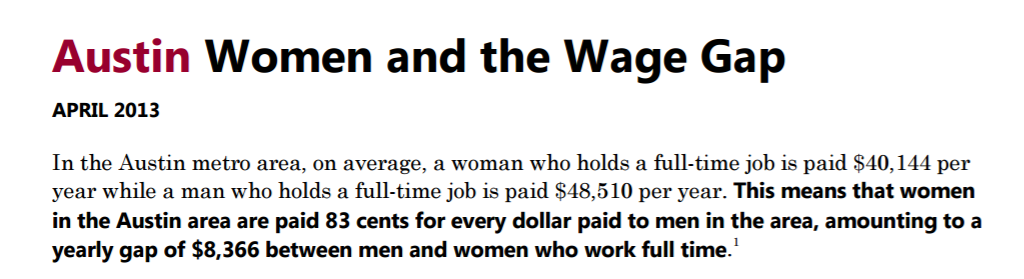 Austin Women and the Wage Gap
APRIL 2013
In the Austin metro area, on average, a woman who holds a full-time job is paid $40,144 per
year while a man who holds a full-time job is paid $48,510 per year. This means that women
in the Austin area are paid 83 cents for every dollar paid to men in the area, amounting to a
yearly gap of $8,366 between men and women who work full time.¹